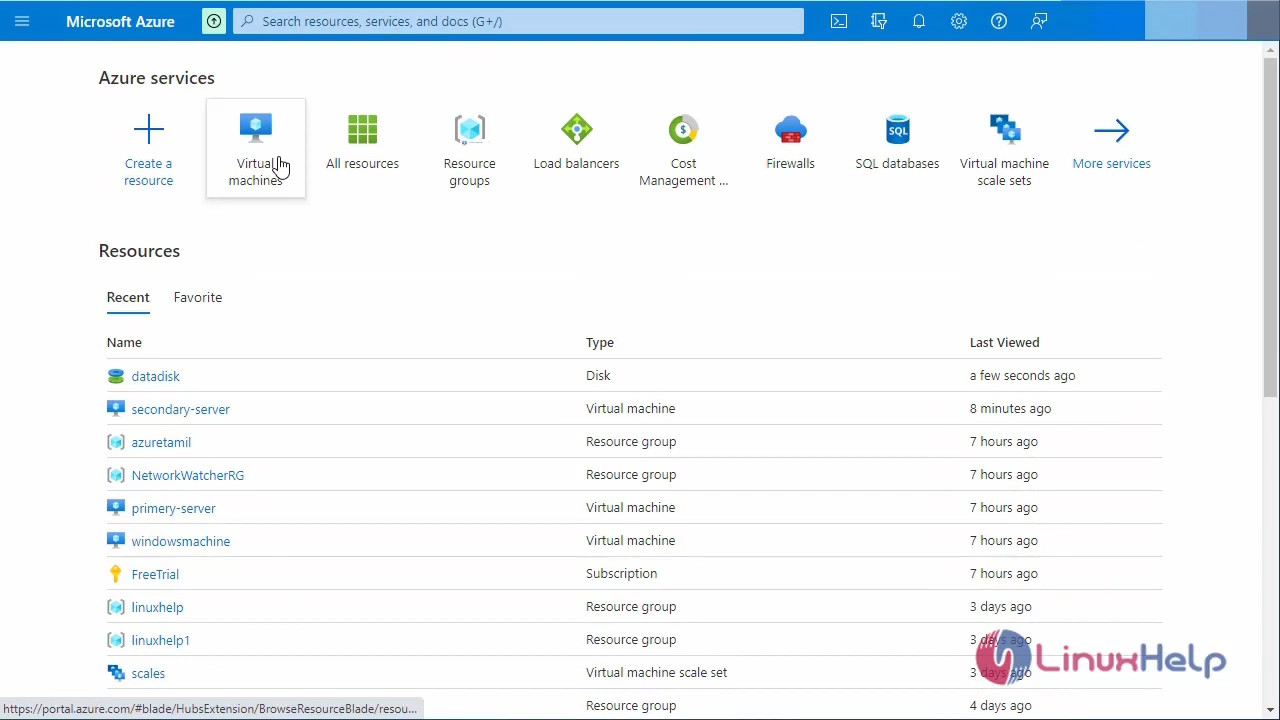 Microsoft Azure
Search resources, services, and docs (G+/)
Azure services
Create a resource
Virtual machines
All resources
Resource groups
Load balancers
Cost Management ...
Firewalls
SQL
SQL databases
Virtual machine scale sets
More services
Resources
Recent Favorite
Name Type Last Viewed
datadisk Disk a few seconds ago
secondary-server Virtual machine 8 minutes ago
azuretamil Resource group 7 hours ago
NetworkWatcherRG Resource group 7 hours ago
primery-server Virtual machine 7 hours ago
windowsmachine Virtual machine 7 hours ago
FreeTrial Subscription 7 hours ago
linuxhelp Resource group 3 days ago
linuxhelp1 Resource group 3 days ago
scales Virtual machine scale set 3 days ago
LinuxHelp
Resource group 4 days ago
https://portal.azure.com/#blade/HubsExtension/BrowseResourceBlade/resou...